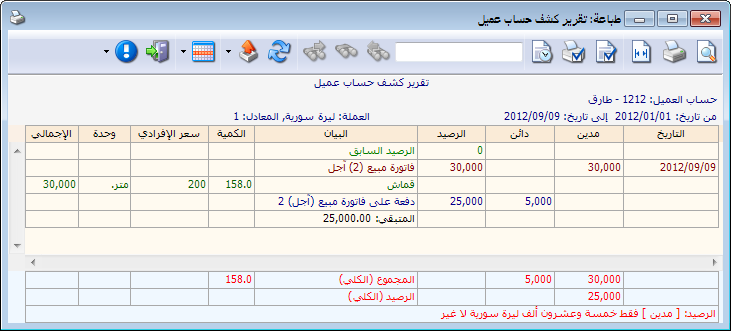 طباعة: تقرير كشف حساب عميل
تقرير كشف حساب عميل
حساب العميل: 1212 - طارق
من تاريخ: 2012/01/01 إلى تاريخ: 2012/09/09 العملة: ليرة سورية, المعادل: 1
التاريخ مدين دائن الرصيد البيان الكمية سعر الإفرادي وحدة الإجمالي
0 الرصيد السابق
2012/09/09 30,000 30,000 فاتورة مبيع (2) آجل
قماش 158.0 200 متر. 30,000
5,000 25,000 دفعة على فاتورة مبيع (آجل) 2
المتبقي: 25,000.00
30,000 5,000 المجموع (الكلي) 158.0
25,000 الرصيد (الكلي)
الرصيد: [ مدين ] فقط خمسة وعشرون ألف ليرة سورية لا غير